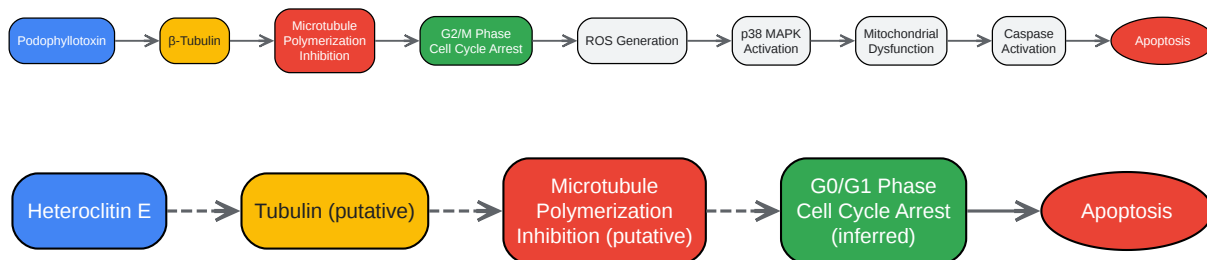 Podophyllotoxin
β-Tubulin
Microtubule
Polymerization
Inhibition
G2/M Phase
Cell Cycle Arrest
ROS Generation
p38 MAPK
Activation
Mitochondrial
Dysfunction
Caspase
Activation
Apoptosis
Heteroclitin E
Tubulin (putative)
Microtubule
Polymerization
Inhibition (putative)
G0/G1 Phase
Cell Cycle Arrest
(inferred)
Apoptosis